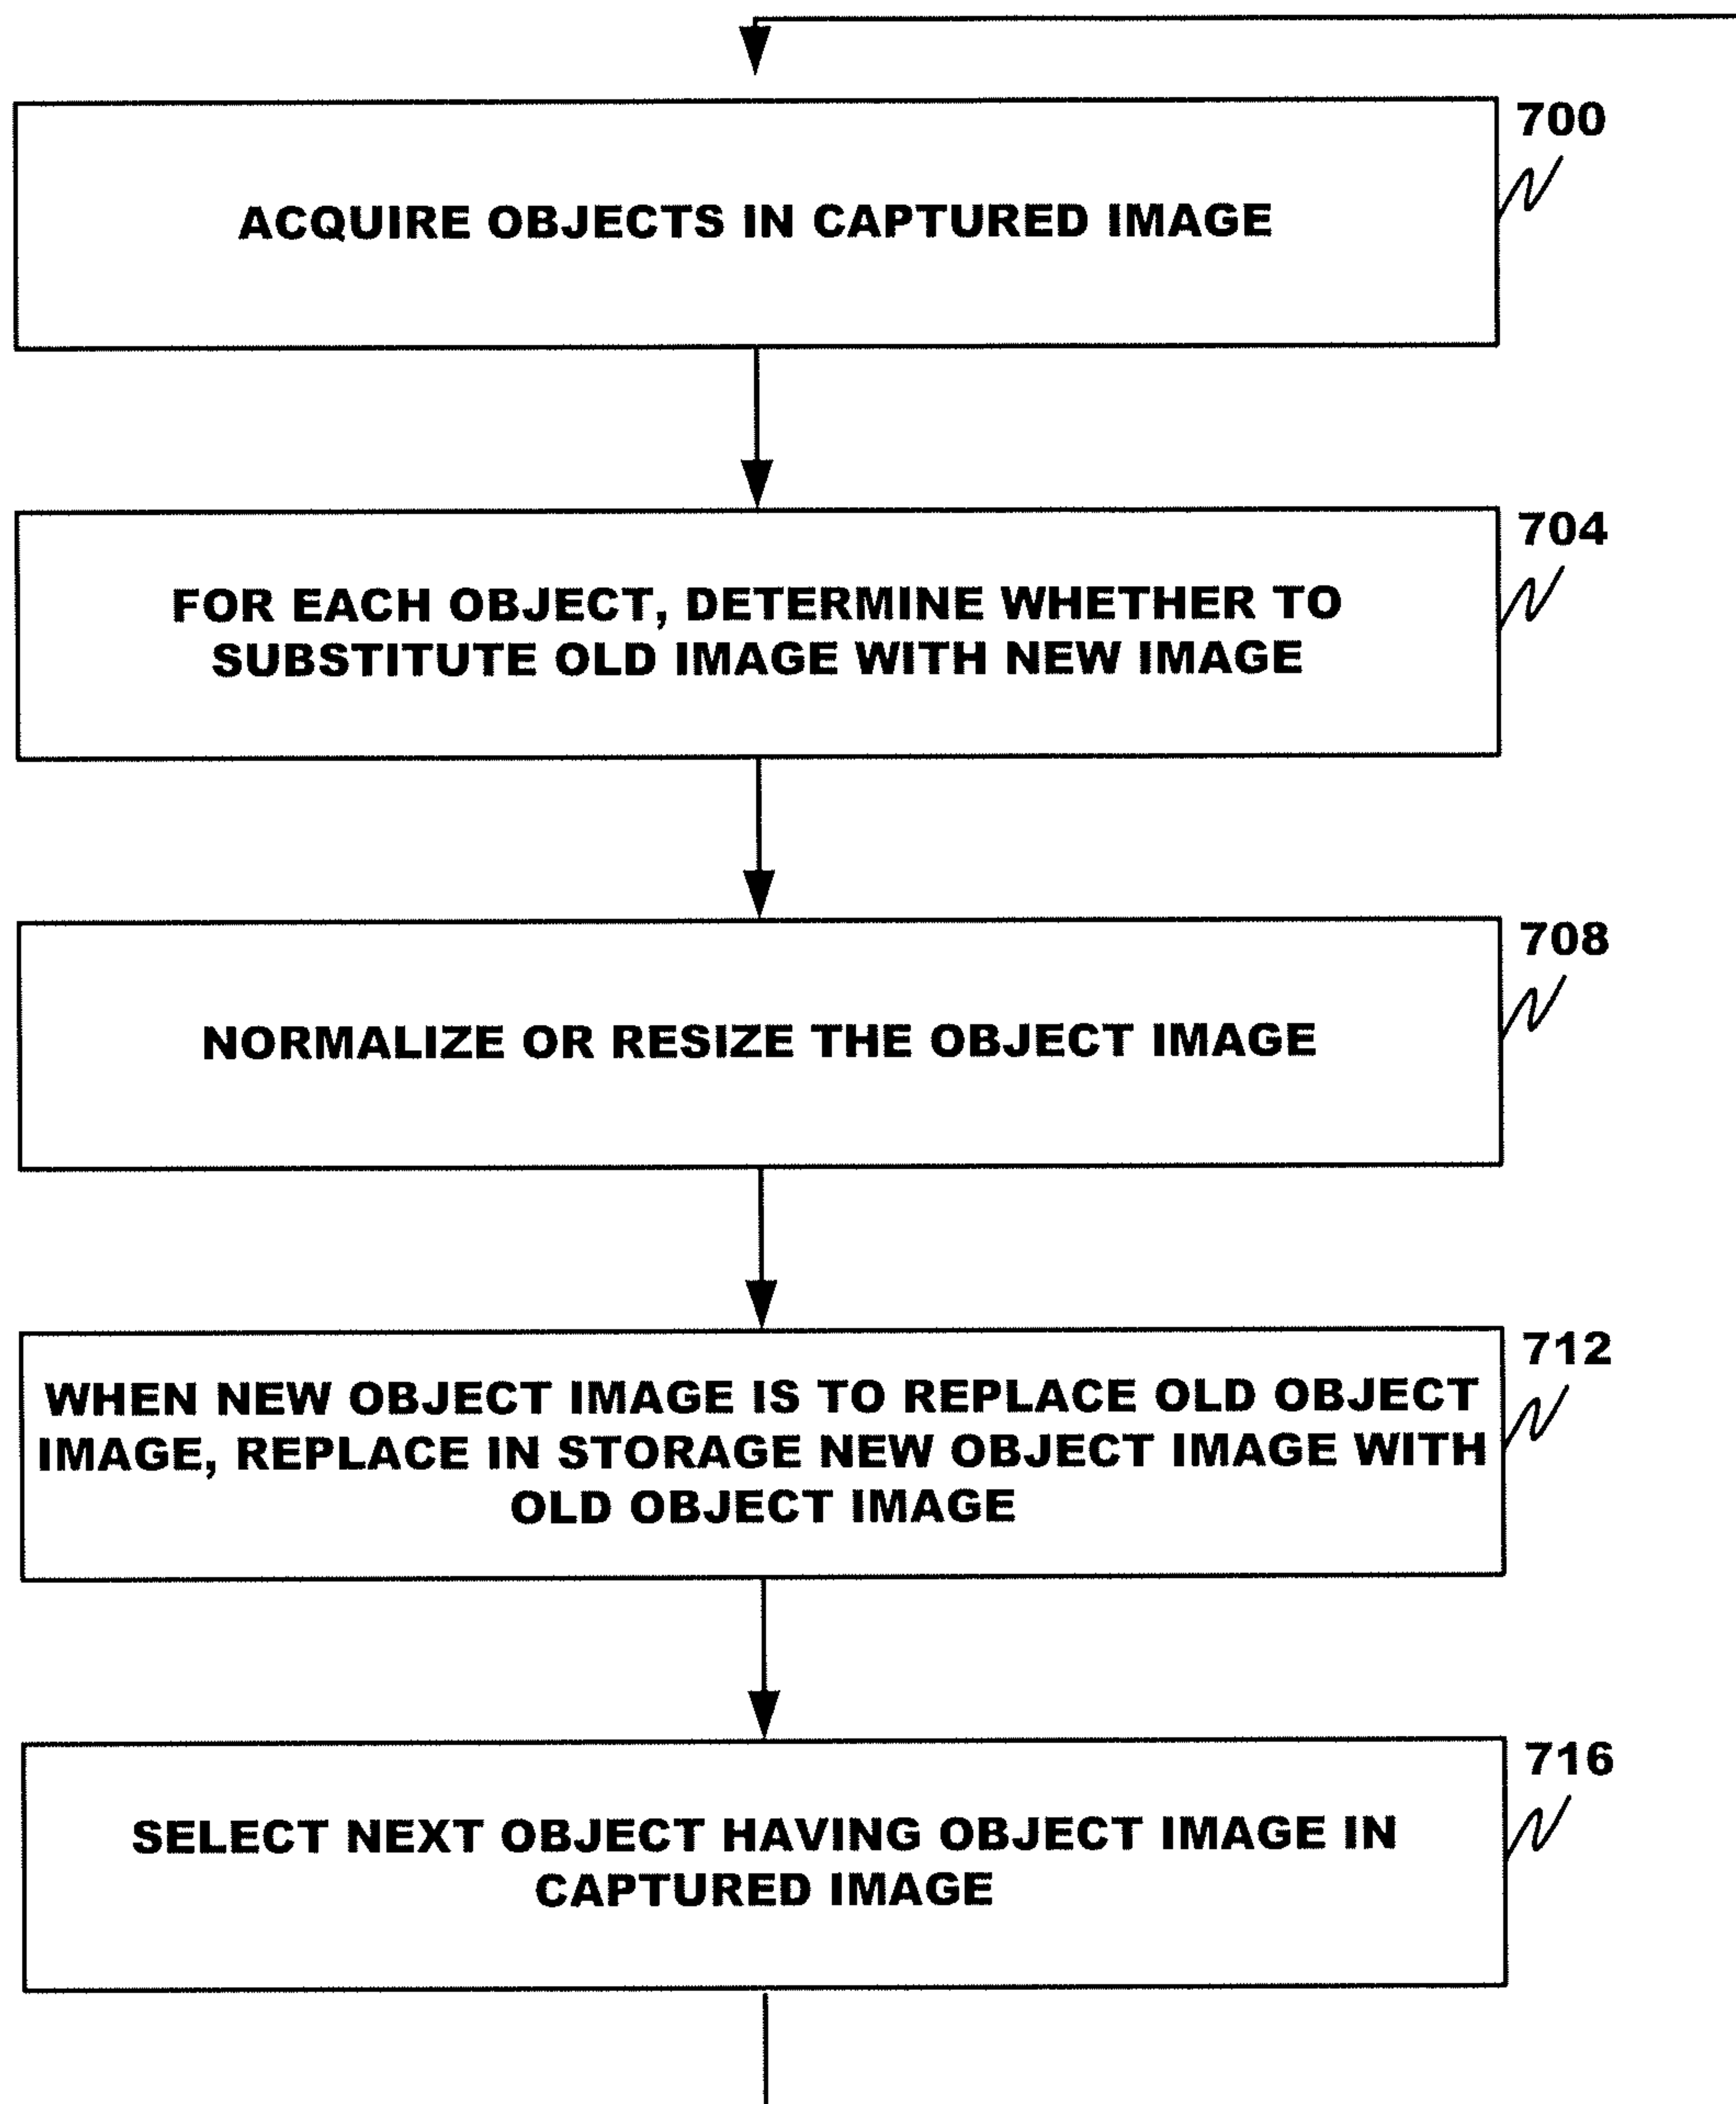 700
ACQUIRE OBJECTS IN CAPTURED IMAGE
704
FOR EACH OBJECT, DETERMINE WHETHER TO
SUBSTITUTE OLD IMAGE WITH NEW IMAGE
708
NORMALIZE OR RESIZE THE OBJECT IMAGE
712
WHEN NEW OBJECT IMAGE IS TO REPLACE OLD OBJECT
IMAGE, REPLACE IN STORAGE NEW OBJECT IMAGE WITH
OLD OBJECT IMAGE
716
SELECT NEXT OBJECT HAVING OBJECT IMAGE IN
CAPTURED IMAGE